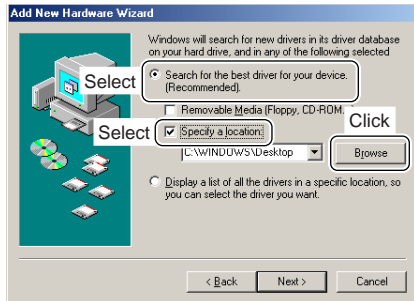 Add New Hardware Wizard
Windows will search for new drivers in its driver database
on your hard drive, and in any of the following selected
Select
Search for the best driver for your device.
(Recommended).
Removable Media (Floppy, CD-ROM...)
Click
Select
Specify a location:
C:\WINDOWS\Desktop
Browse
Display a list of all the drivers in a specific location, so
you can select the driver you want.
< Back
Next >
Cancel